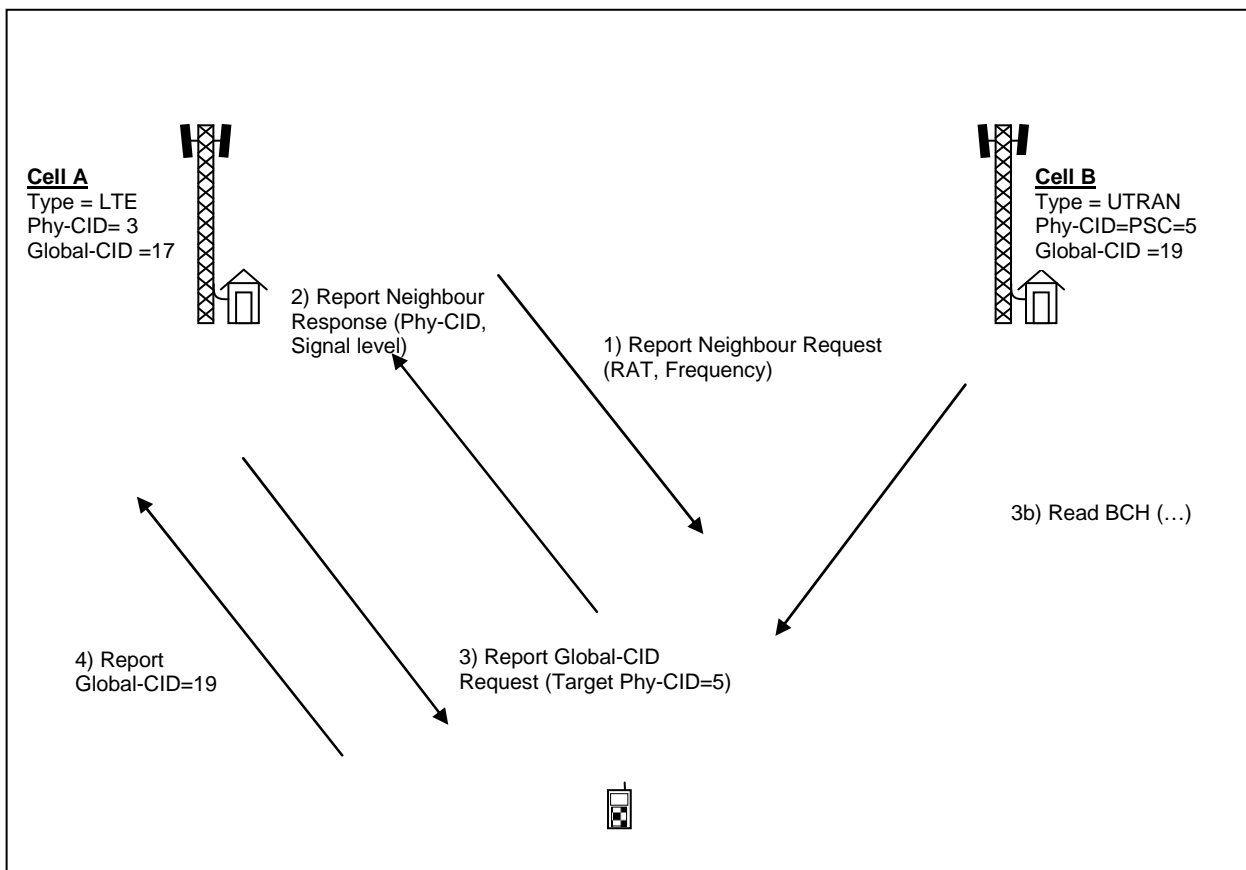 Cell A
Type = LTE
Phy-CID= 3
Global-CID =17
Cell B
Type = UTRAN
Phy-CID=PSC=5
Global-CID =19
2) Report Neighbour
Response (Phy-CID,
Signal level)
1) Report Neighbour Request
(RAT, Frequency)
3b) Read BCH (…)
4) Report
Global-CID=19
3) Report Global-CID
Request (Target Phy-CID=5)